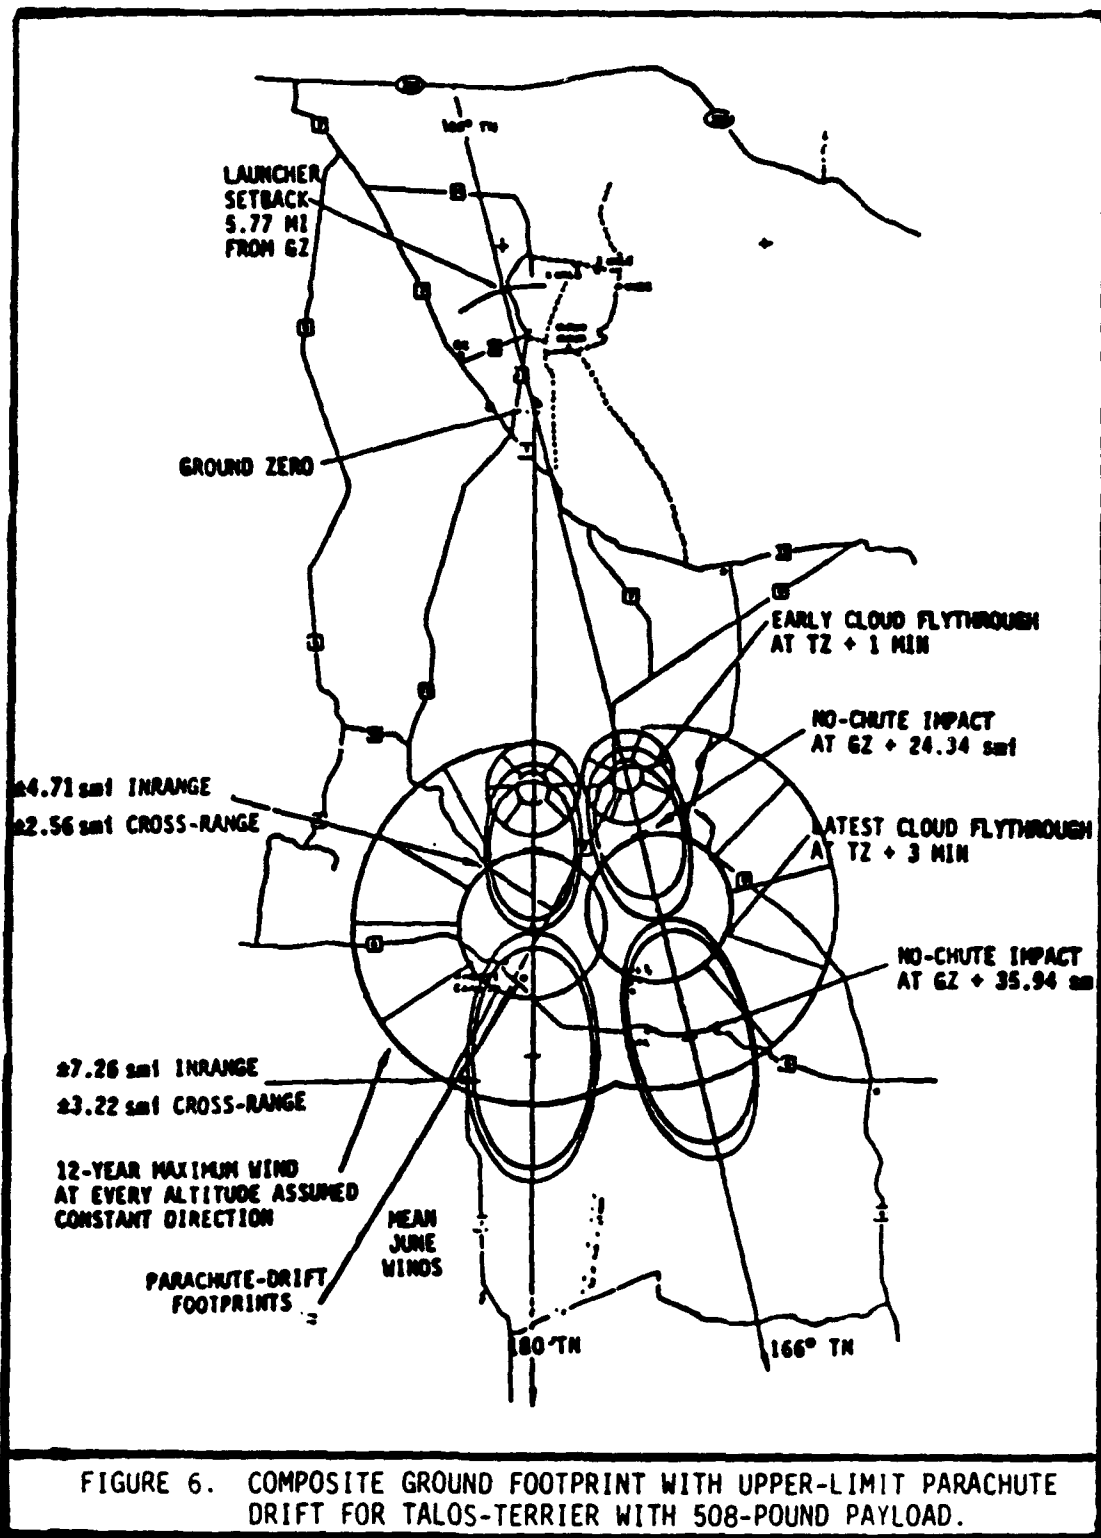 LAUNCHER
SETBACK
5.77 MI
FROM GZ
GROUND ZERO
EARLY CLOUD FLYTHROUGH
AT TZ + 1 MIN
NO-CHUTE IMPACT
AT GZ + 24.34 smi
±4.71 smi INRANGE
±2.56 smi CROSS-RANGE
LATEST CLOUD FLYTHROUGH
AT TZ + 3 MIN
NO-CHUTE IMPACT
AT GZ + 35.94 sm
±7.26 smi INRANGE
±3.22 smi CROSS-RANGE
12-YEAR MAXIMUM WIND
AT EVERY ALTITUDE ASSUMED
CONSTANT DIRECTION
MEAN
JUNE
WINDS
PARACHUTE-DRIFT
FOOTPRINTS
180°TN
166° TN
FIGURE 6. COMPOSITE GROUND FOOTPRINT WITH UPPER-LIMIT PARACHUTE
DRIFT FOR TALOS-TERRIER WITH 508-POUND PAYLOAD.